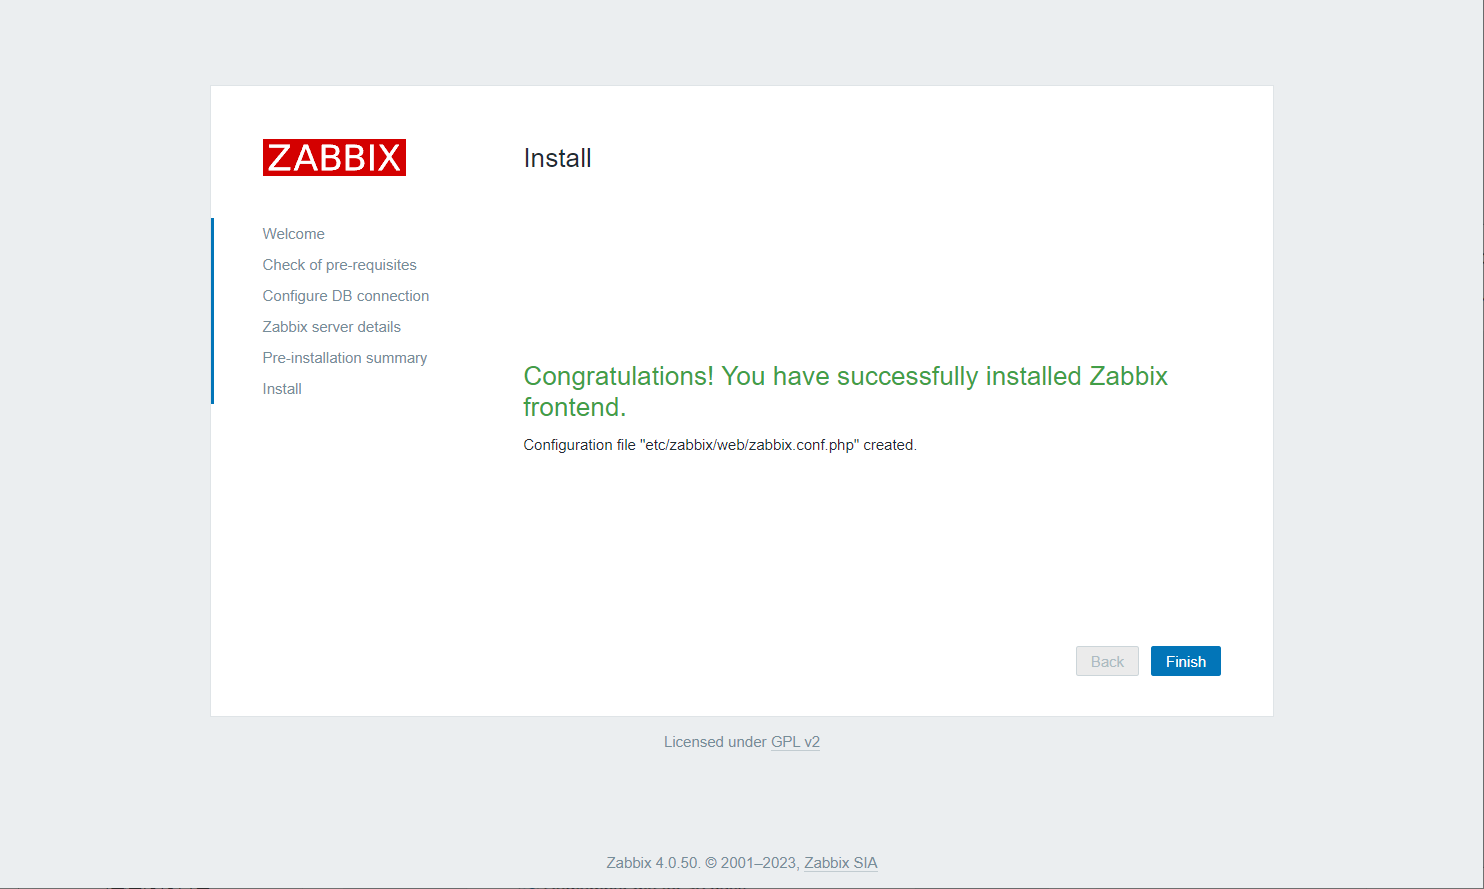 ZABBIX
Install
Welcome
Check of pre-requisites
Configure DB connection
Zabbix server details
Pre-installation summary
Install
Congratulations! You have successfully installed Zabbix
frontend.
Configuration file "etc/zabbix/web/zabbix.conf.php" created.
Back
Finish
Licensed under GPL v2
Zabbix 4.0.50. © 2001–2023, Zabbix SIA